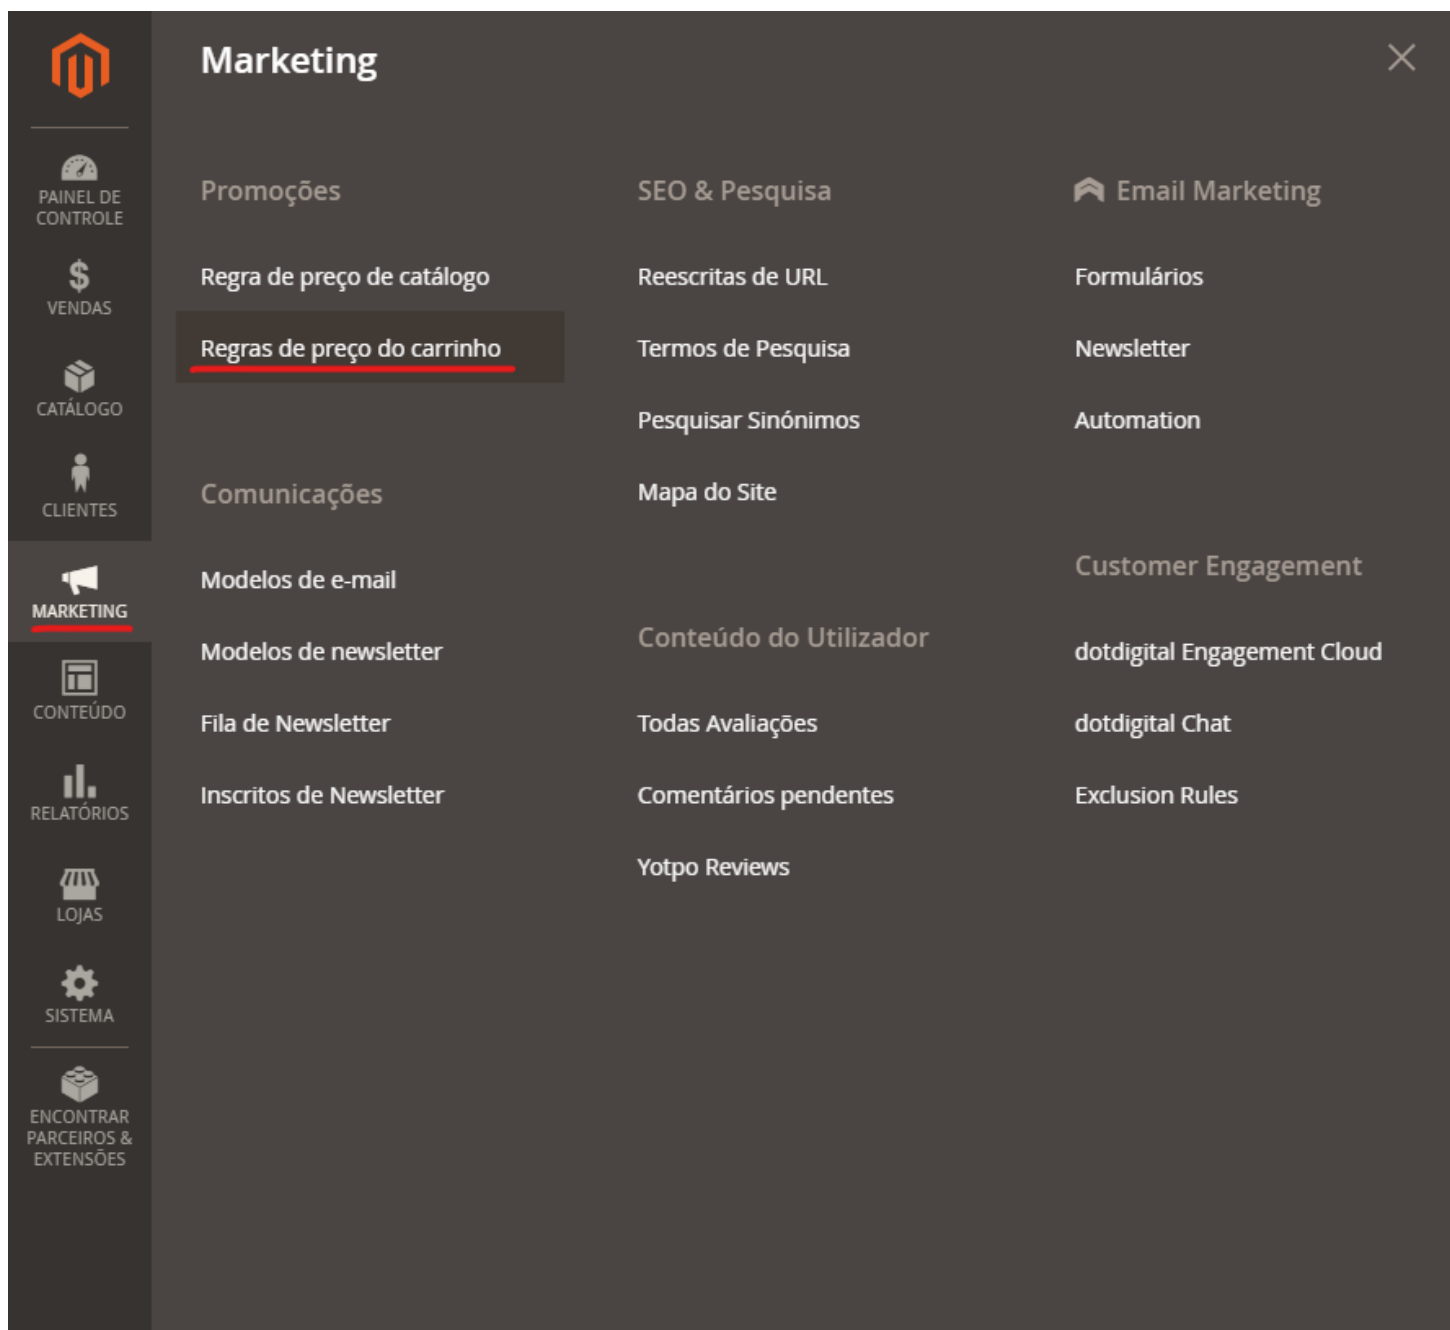 PAINEL DE
CONTROLE
VENDAS
CATÁLOGO
CLIENTES
MARKETING
CONTEÚDO
RELATÓRIOS
LOJAS
SISTEMA
ENCONTRAR
PARCEIROS &
EXTENSÕES
Marketing
Promoções
Regra de preço de catálogo
Regras de preço do carrinho
Comunicações
Modelos de e-mail
Modelos de newsletter
Fila de Newsletter
Inscritos de Newsletter
SEO & Pesquisa
Reescritas de URL
Termos de Pesquisa
Pesquisar Sinónimos
Mapa do Site
Conteúdo do Utilizador
Todas Avaliações
Comentários pendentes
Yotpo Reviews
Email Marketing
Formulários
Newsletter
Automation
Customer Engagement
dotdigital Engagement Cloud
dotdigital Chat
Exclusion Rules